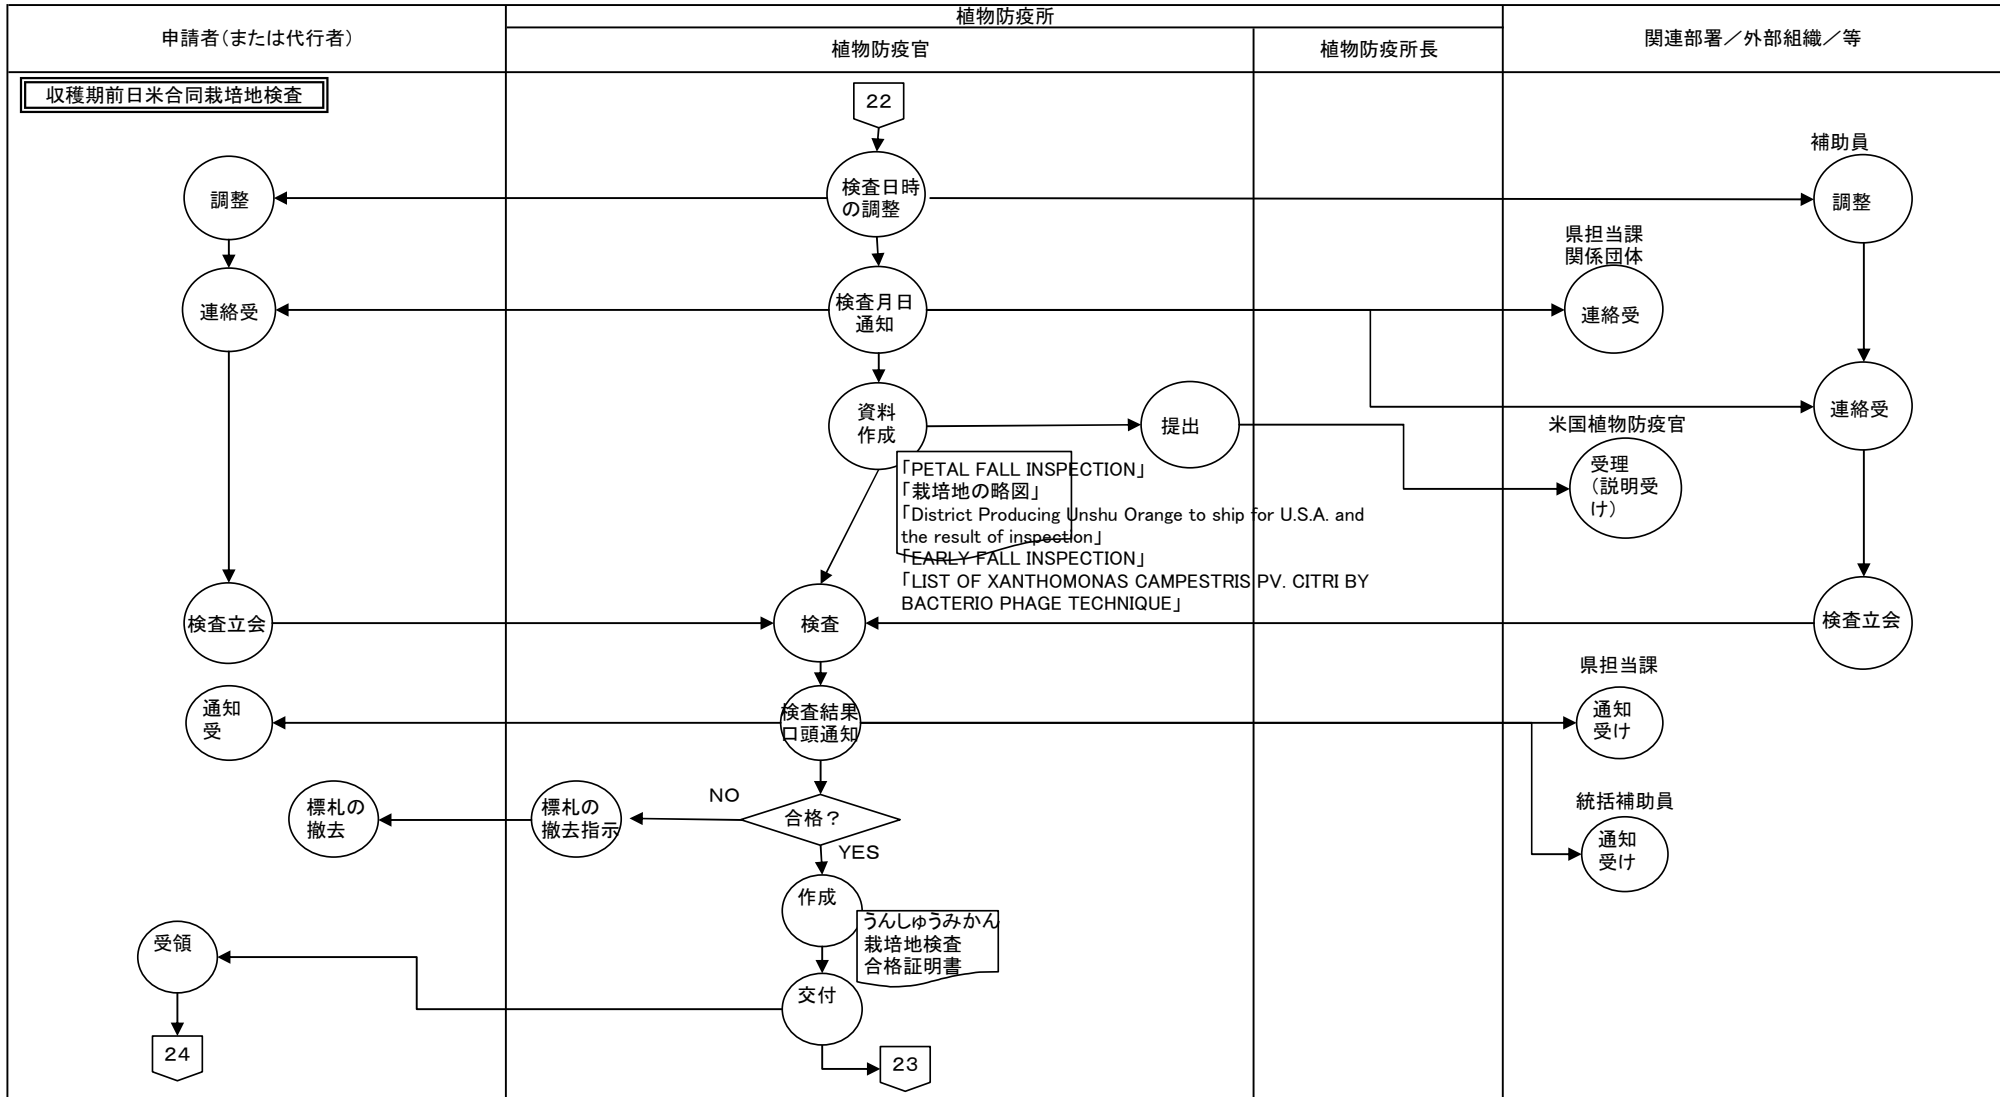 植物防疫所
申請者(または代行者)
植物防疫官
植物防疫所長
関連部署/外部組織/等
収穫期前日米合同栽培地検査
22
補助員
調整
検査日時
の調整
調整
県担当課
関係団体
連絡受
検査月日
通知
連絡受
資料
作成
提出
連絡受
米国植物防疫官
受理
(説明受
け)
「PETAL FALL INSPECTION」
「栽培地の略図」
「District Producing Unshu Orange to ship for U.S.A. and
the result of inspection」
「EARLY FALL INSPECTION」
「LIST OF XANTHOMONAS CAMPESTRIS PV. CITRI BY
BACTERIO PHAGE TECHNIQUE」
検査立会
検査
検査立会
県担当課
通知
受
検査結果
口頭通知
通知
受け
NO
標札の
撤去
標札の
撤去指示
合格?
統括補助員
通知
受け
YES
作成
うんしゅうみかん
栽培地検査
合格証明書
受領
交付
24
23